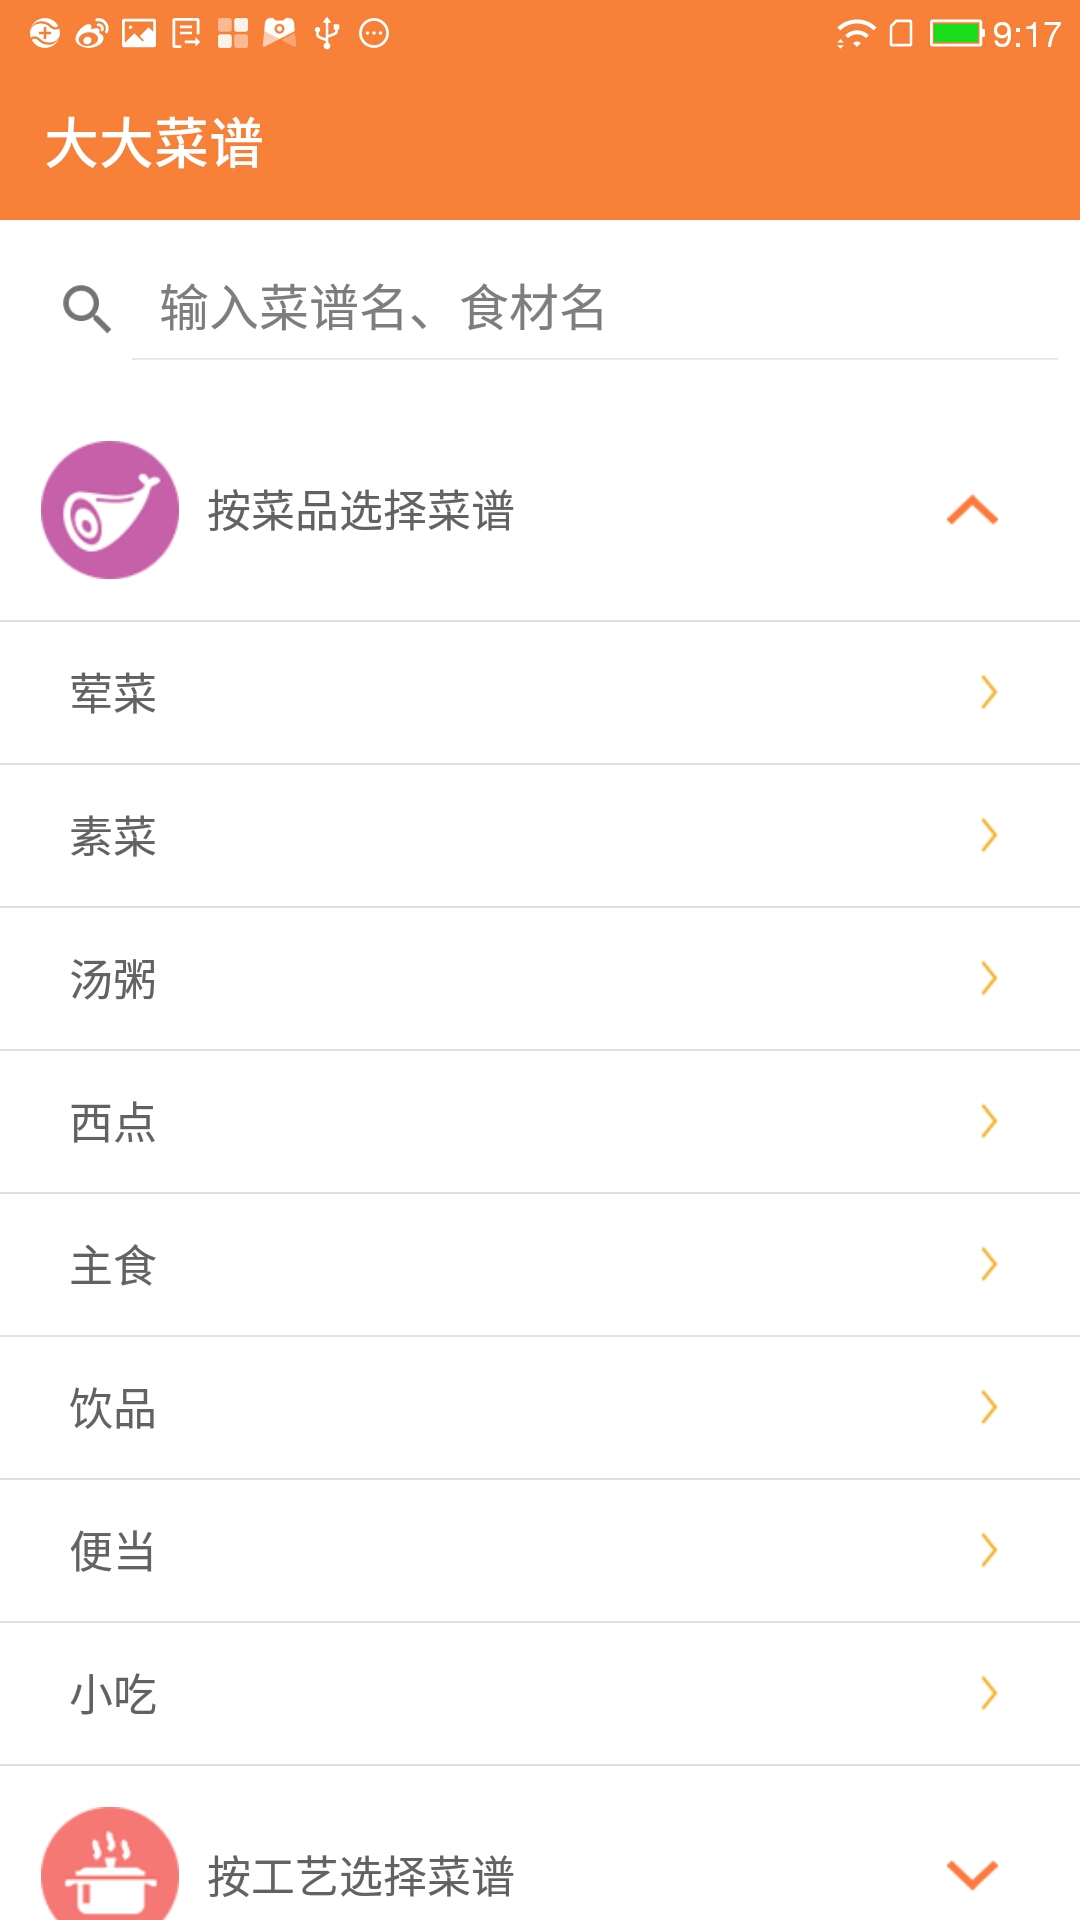 9:17
大大菜谱
输入菜谱名、食材名
按菜品选择菜谱
荤菜
素菜
汤粥
西点
主食
饮品
便当
小吃
按工艺选择菜谱